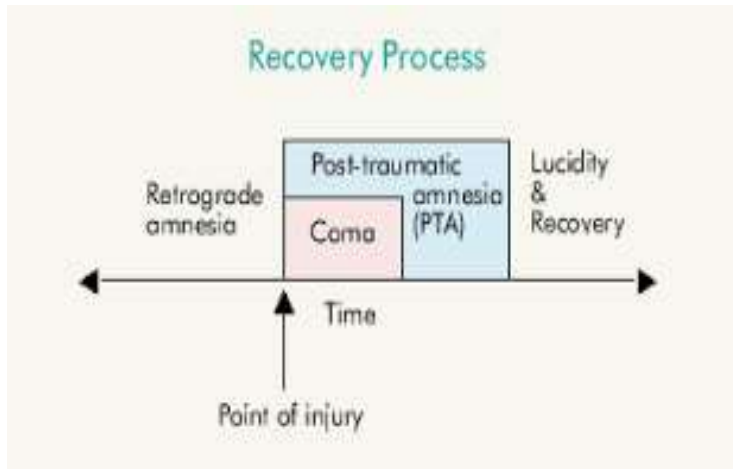 Recovery Process
Post-traumatic
amnesia
(PTA)
Lucidity
&
Recovery
Retrograde
amnesia
Coma
Time
Point of injury